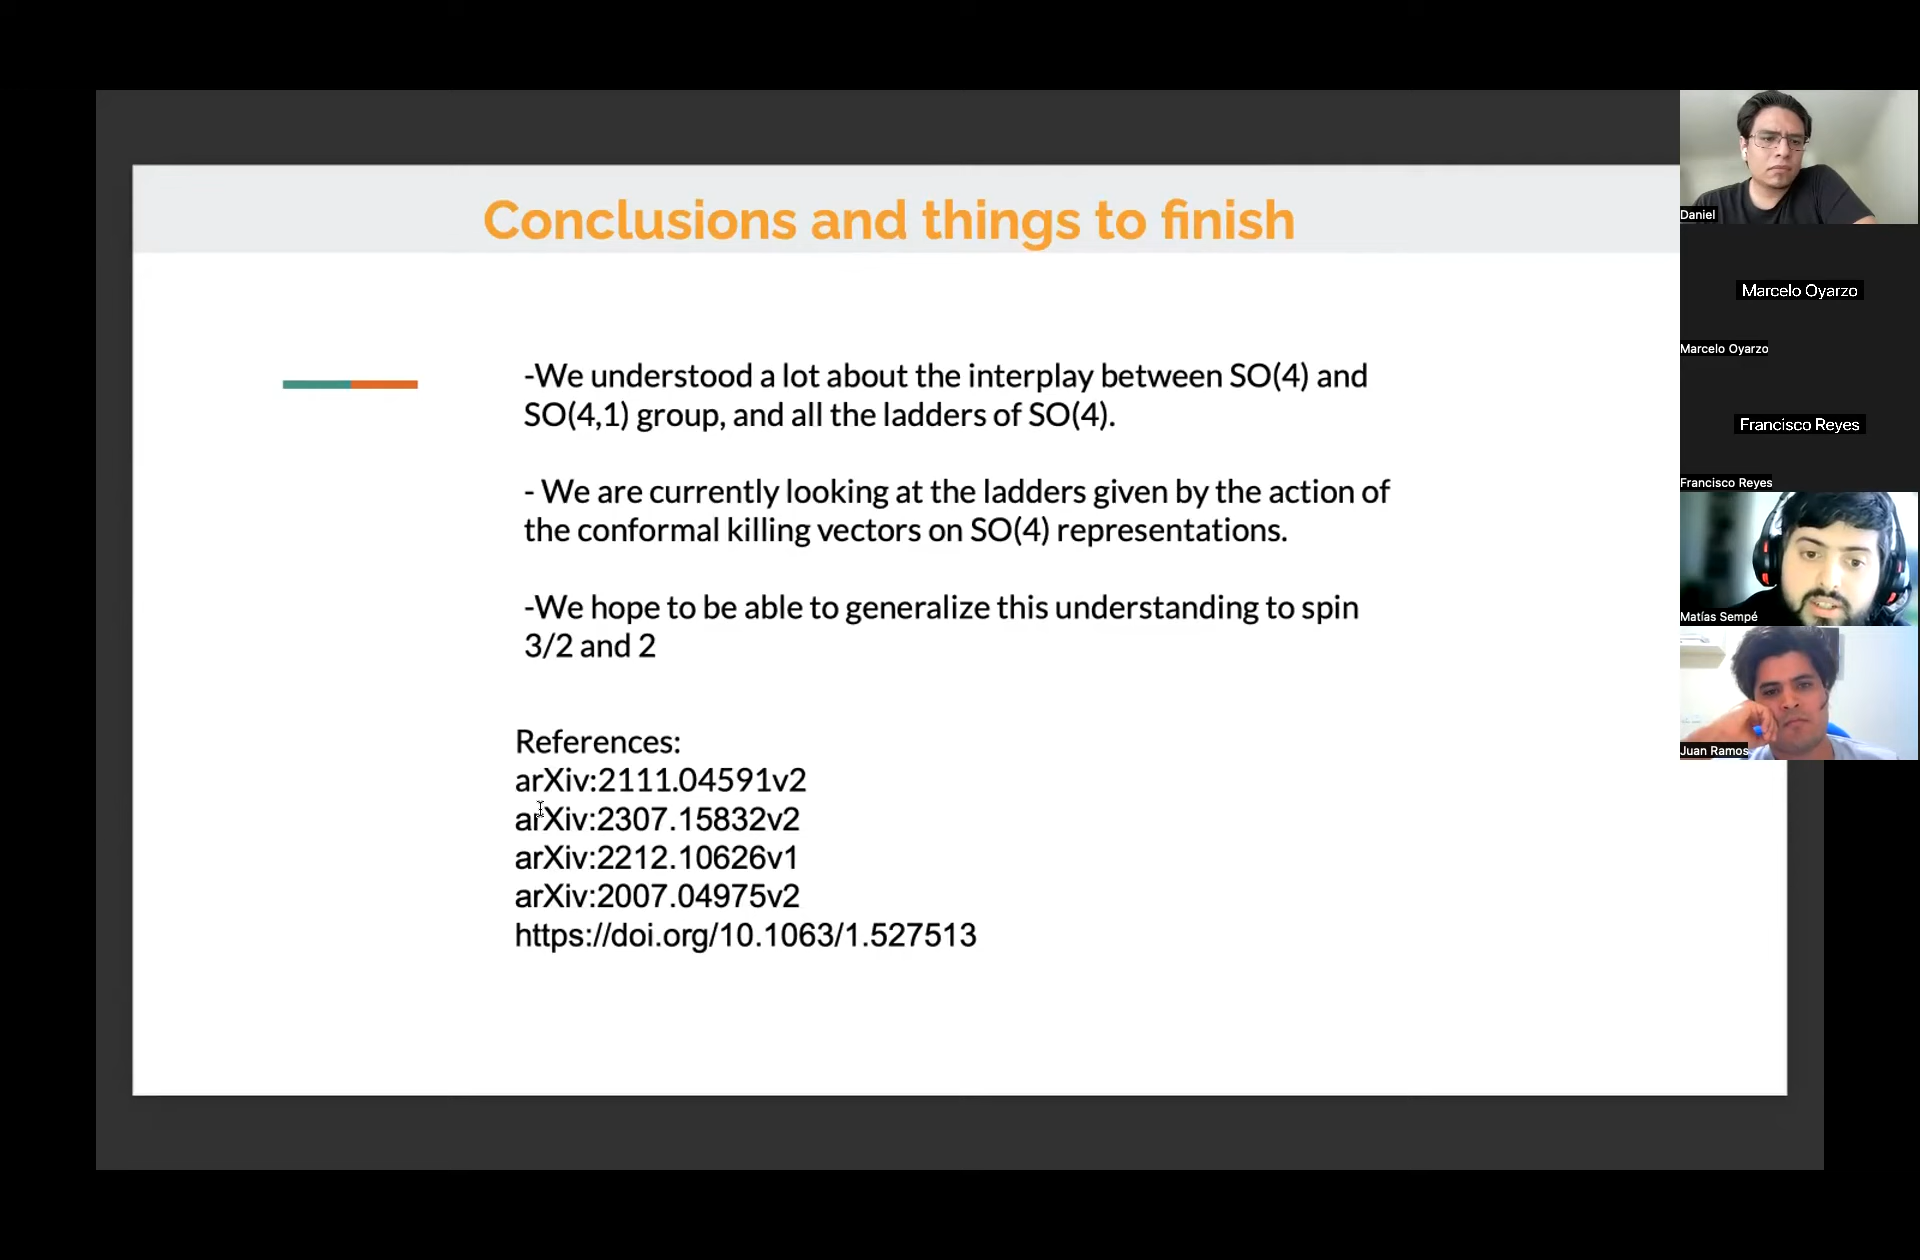 Conclusions and things to finish
-We understood a lot about the interplay between SO(4) and
SO(4,1) group, and all the ladders of SO(4).
- We are currently looking at the ladders given by the action of
the conformal killing vectors on SO(4) representations.
-We hope to be able to generalize this understanding to spin
3/2 and 2
References:
arXiv:2111.04591v2
arXiv:2307.15832v2
arXiv:2212.10626v1
arXiv:2007.04975v2
https://doi.org/10.1063/1.527513
Daniel
Marcelo Oyarzo
Marcelo Oyarzo
Francisco Reyes
Francisco Reyes
Matías Sempé
Juan Ramos